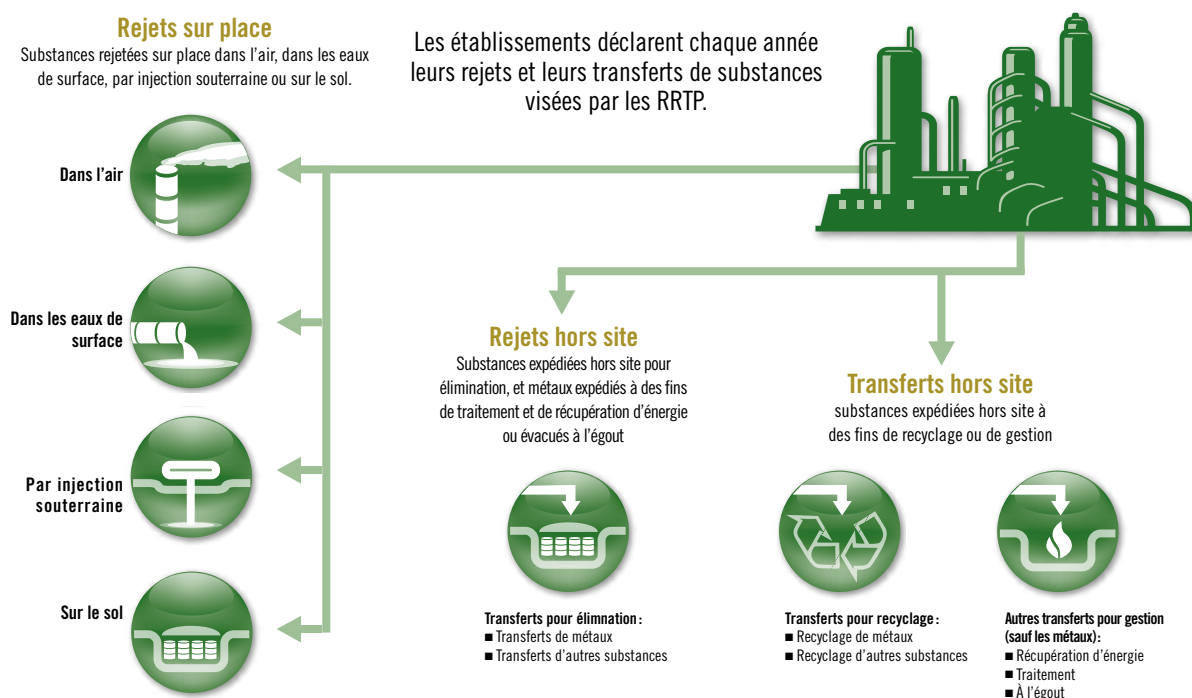 Rejets sur place
Substances rejetées sur place dans l'air, dans les eaux
de surface, par injection souterraine ou sur le sol.
Les établissements déclarent chaque année
leurs rejets et leurs transferts de substances
visées par les RRTP.
Dans l'air
Dans les eaux de
surface
Par injection
souterraine
Sur le sol
Rejets hors site
Substances expédiées hors site pour
élimination, et métaux expédiés à des fins
de traitement et de récupération d'énergie
ou évacués à l'égout
Transferts hors site
substances expédiées hors site à
des fins de recyclage ou de gestion
Transferts pour élimnation :
■ Transferts de métaux
■ Transferts d'autres substances
Transferts pour recyclage :
■ Recyclage de métaux
■ Recyclage d'autres substances
Autres transferts pour gestion
(sauf les métaux) :
■ Récupération d'énergie
■ Traitement
■ À l'égout